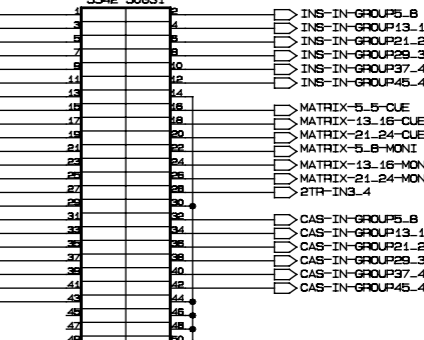 1 2 INS-IN-GROUP5_8
3 4 INS-IN-GROUP13_1
5 6 INS-IN-GROUP21_2
7 8 INS-IN-GROUP29_3
9 10 INS-IN-GROUP37_4
11 12 INS-IN-GROUP45_4
13 14
15 16 MATRIX-5_5-CUE
17 18 MATRIX-13_16-CUE
19 20 MATRIX-21_24-CUE
21 22 MATRIX-5_8-MONI
23 24 MATRIX-13_16-MON
25 26 MATRIX-21_24-MON
27 28 2TR-IN3_4
29 30
31 32 CAS-IN-GROUP5_8
33 34 CAS-IN-GROUP13_1
35 36 CAS-IN-GROUP21_2
37 38 CAS-IN-GROUP29_3
39 40 CAS-IN-GROUP37_4
41 42 CAS-IN-GROUP45_4
43 44
45 46
47 48
49 50